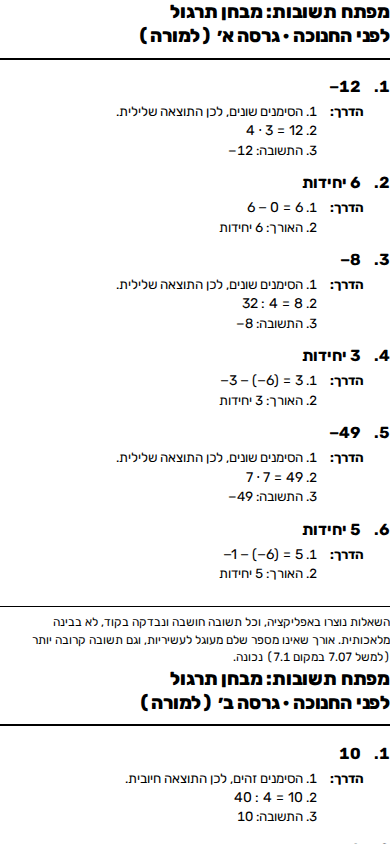 מפתח תשובות: מבחן תרגול
לפני החנוכה • גרסה א׳ (למורה)
1. −12
הדרך: 1. הסימנים שונים, לכן התוצאה שלילית.
2. 4 · 3 = 12
3. התשובה: −12
2. 6 יחידות
הדרך: 1. 6 − 0 = 6
2. האורך: 6 יחידות
3. −8
הדרך: 1. הסימנים שונים, לכן התוצאה שלילית.
2. 32 : 4 = 8
3. התשובה: −8
4. 3 יחידות
הדרך: 1. −3 − (−6) = 3
2. האורך: 3 יחידות
5. −49
הדרך: 1. הסימנים שונים, לכן התוצאה שלילית.
2. 7 · 7 = 49
3. התשובה: −49
6. 5 יחידות
הדרך: 1. −1 − (−6) = 5
2. האורך: 5 יחידות
השאלות נוצרו באפליקציה, וכל תשובה חושבה ונבדקה בקוד, לא בבינה
מלאכותית. אורך שאינו מספר שלם מעוגל לעשיריות, וגם תשובה קרובה יותר
(למשל 7.07 במקום 7.1) נכונה.
מפתח תשובות: מבחן תרגול
לפני החנוכה • גרסה ב׳ (למורה)
1. 10
הדרך: 1. הסימנים זהים, לכן התוצאה חיובית.
2. 40 : 4 = 10
3. התשובה: 10